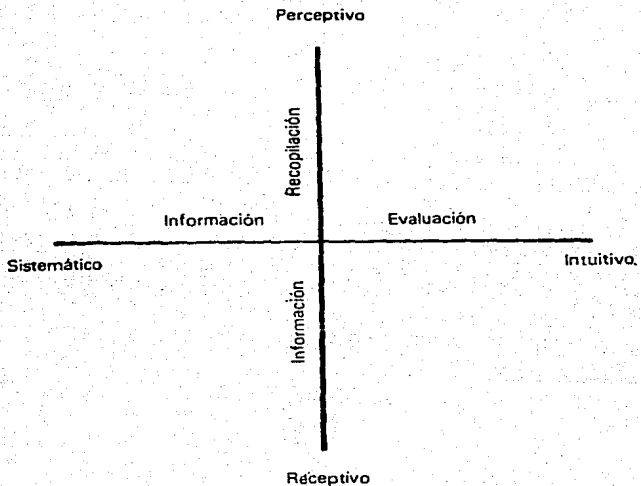 Perceptivo
Recopilación
Información Evaluación
Sistemático Intuitivo.
Información
Receptivo